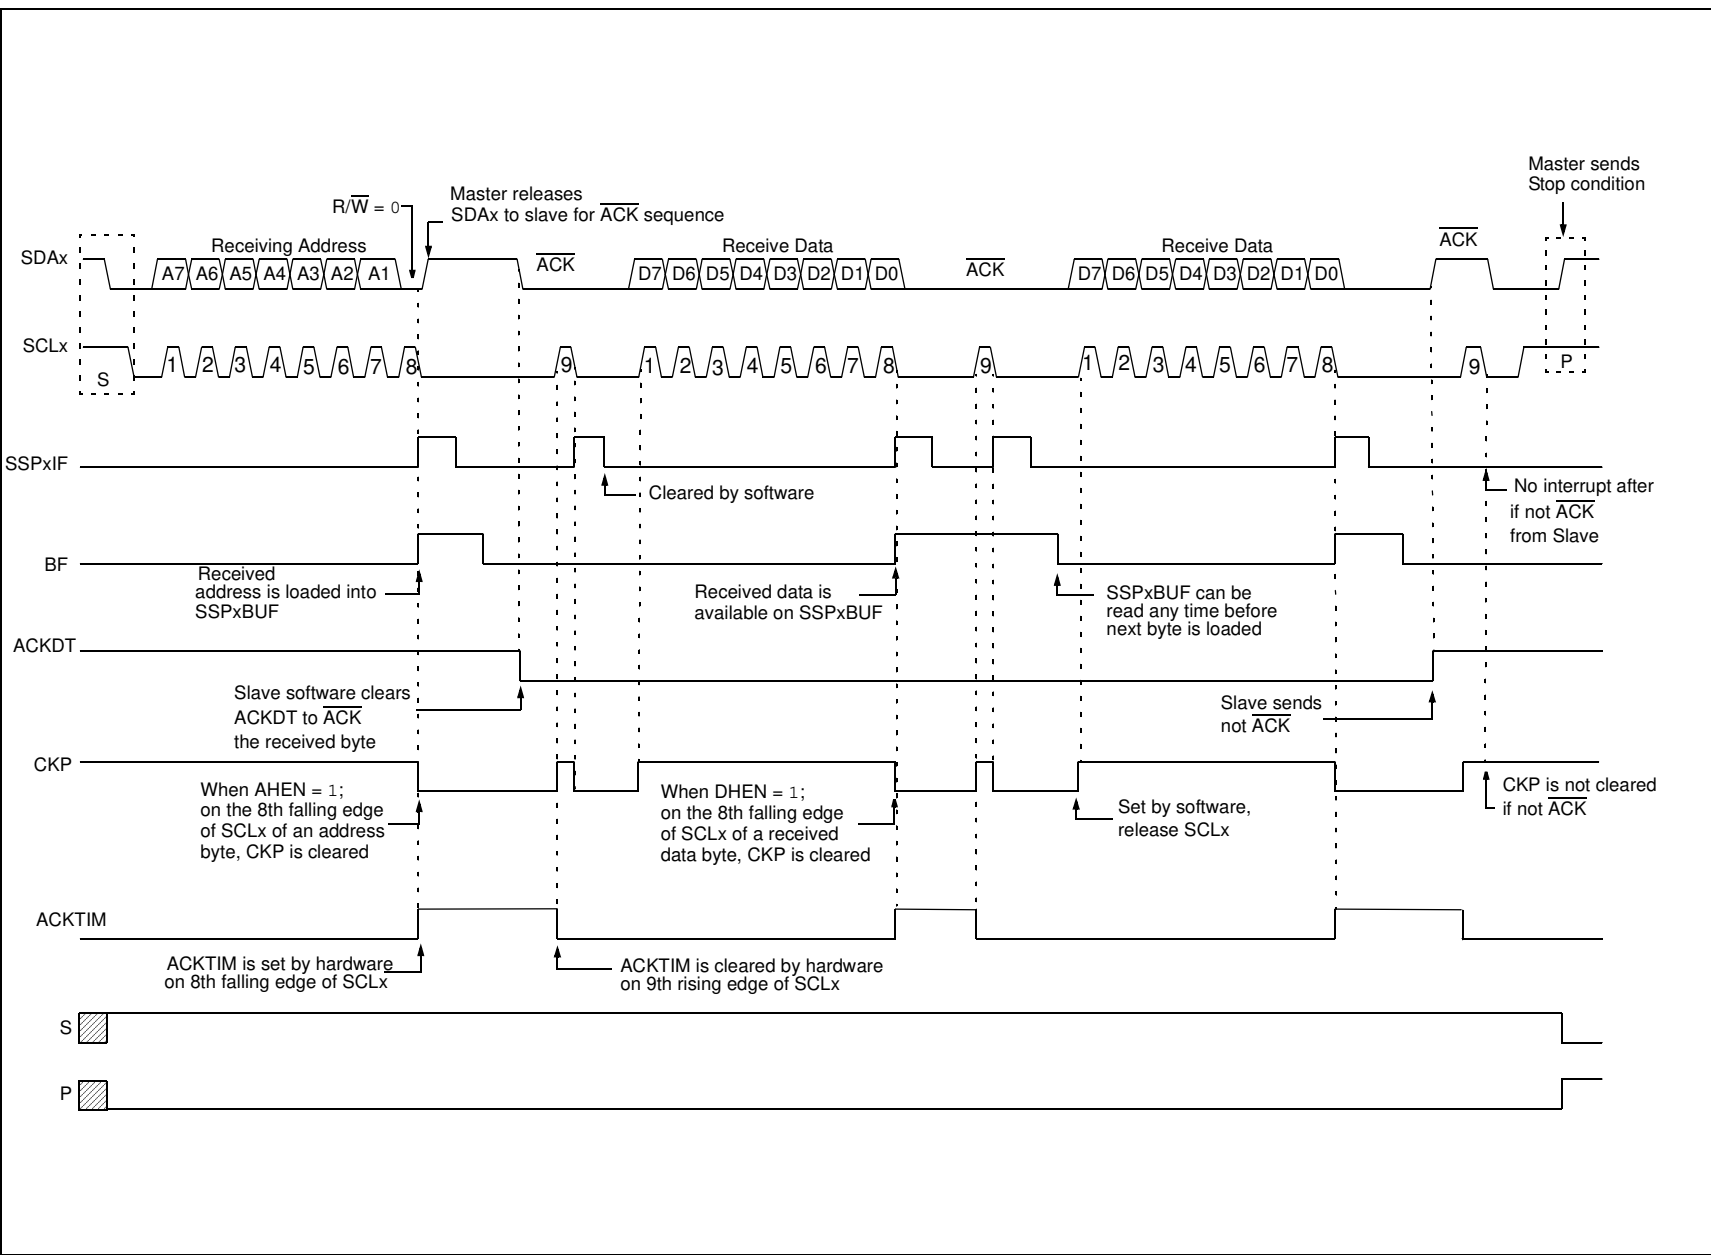 Master sends
Stop condition
Master releases
SDAx to slave for A̅C̅K̅ sequence
R/W̅ = 0
SDAx
Receiving Address
A̅C̅K̅
Receive Data
A̅C̅K̅
Receive Data
A̅C̅K̅
A7 A6 A5 A4 A3 A2 A1
D7 D6 D5 D4 D3 D2 D1 D0
D7 D6 D5 D4 D3 D2 D1 D0
SCLx
S
1 2 3 4 5 6 7 8 9
1 2 3 4 5 6 7 8 9
1 2 3 4 5 6 7 8 9
P
SSPxIF
Cleared by software
No interrupt after
if not A̅C̅K̅
from Slave
BF
Received
address is loaded into
SSPxBUF
Received data is
available on SSPxBUF
SSPxBUF can be
read any time before
next byte is loaded
ACKDT
Slave software clears
ACKDT to A̅C̅K̅
the received byte
Slave sends
not A̅C̅K̅
CKP
When AHEN = 1;
on the 8th falling edge
of SCLx of an address
byte, CKP is cleared
When DHEN = 1;
on the 8th falling edge
of SCLx of a received
data byte, CKP is cleared
Set by software,
release SCLx
CKP is not cleared
if not A̅C̅K̅
ACKTIM
ACKTIM is set by hardware
on 8th falling edge of SCLx
ACKTIM is cleared by hardware
on 9th rising edge of SCLx
S
P